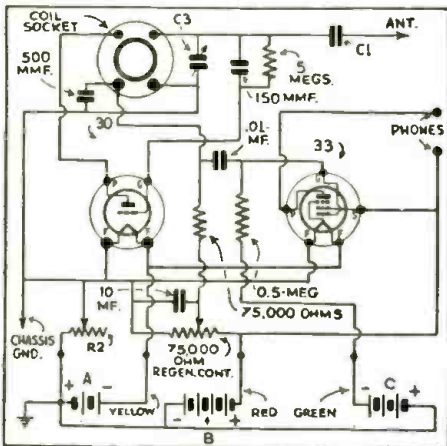 COIL
SOCKET
C3
ANT.
C1
500
MMF.
5
MEGS.
150 MMF.
30
.01-
MF.
33
PHONES
10
MF.
0.5-MEG
75,000 OHMS
CHASSIS
GND.
R2
75,000
OHM
REGEN.CONT.
+ A -
YELLOW
RED
GREEN
- C +
- +
B